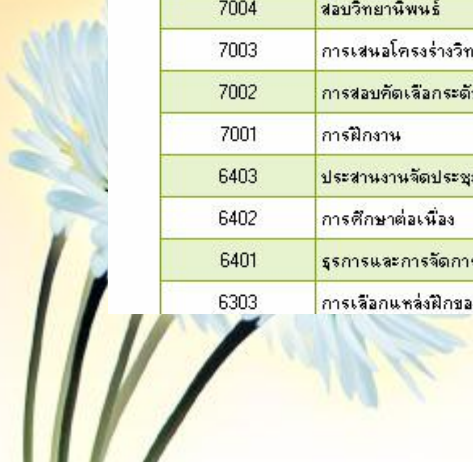 7004 สอบวิทยานิพนธ์
7003 การเสนอโครงร่างวิท
7002 การสอบคัดเลือกระดั
7001 การฝึกงาน
6403 ประสานงานจัดประชุ
6402 การศึกษาต่อเนื่อง
6401 ธุรการและการจัดการ
6303 การเลือกแหล่งฝึกขอ